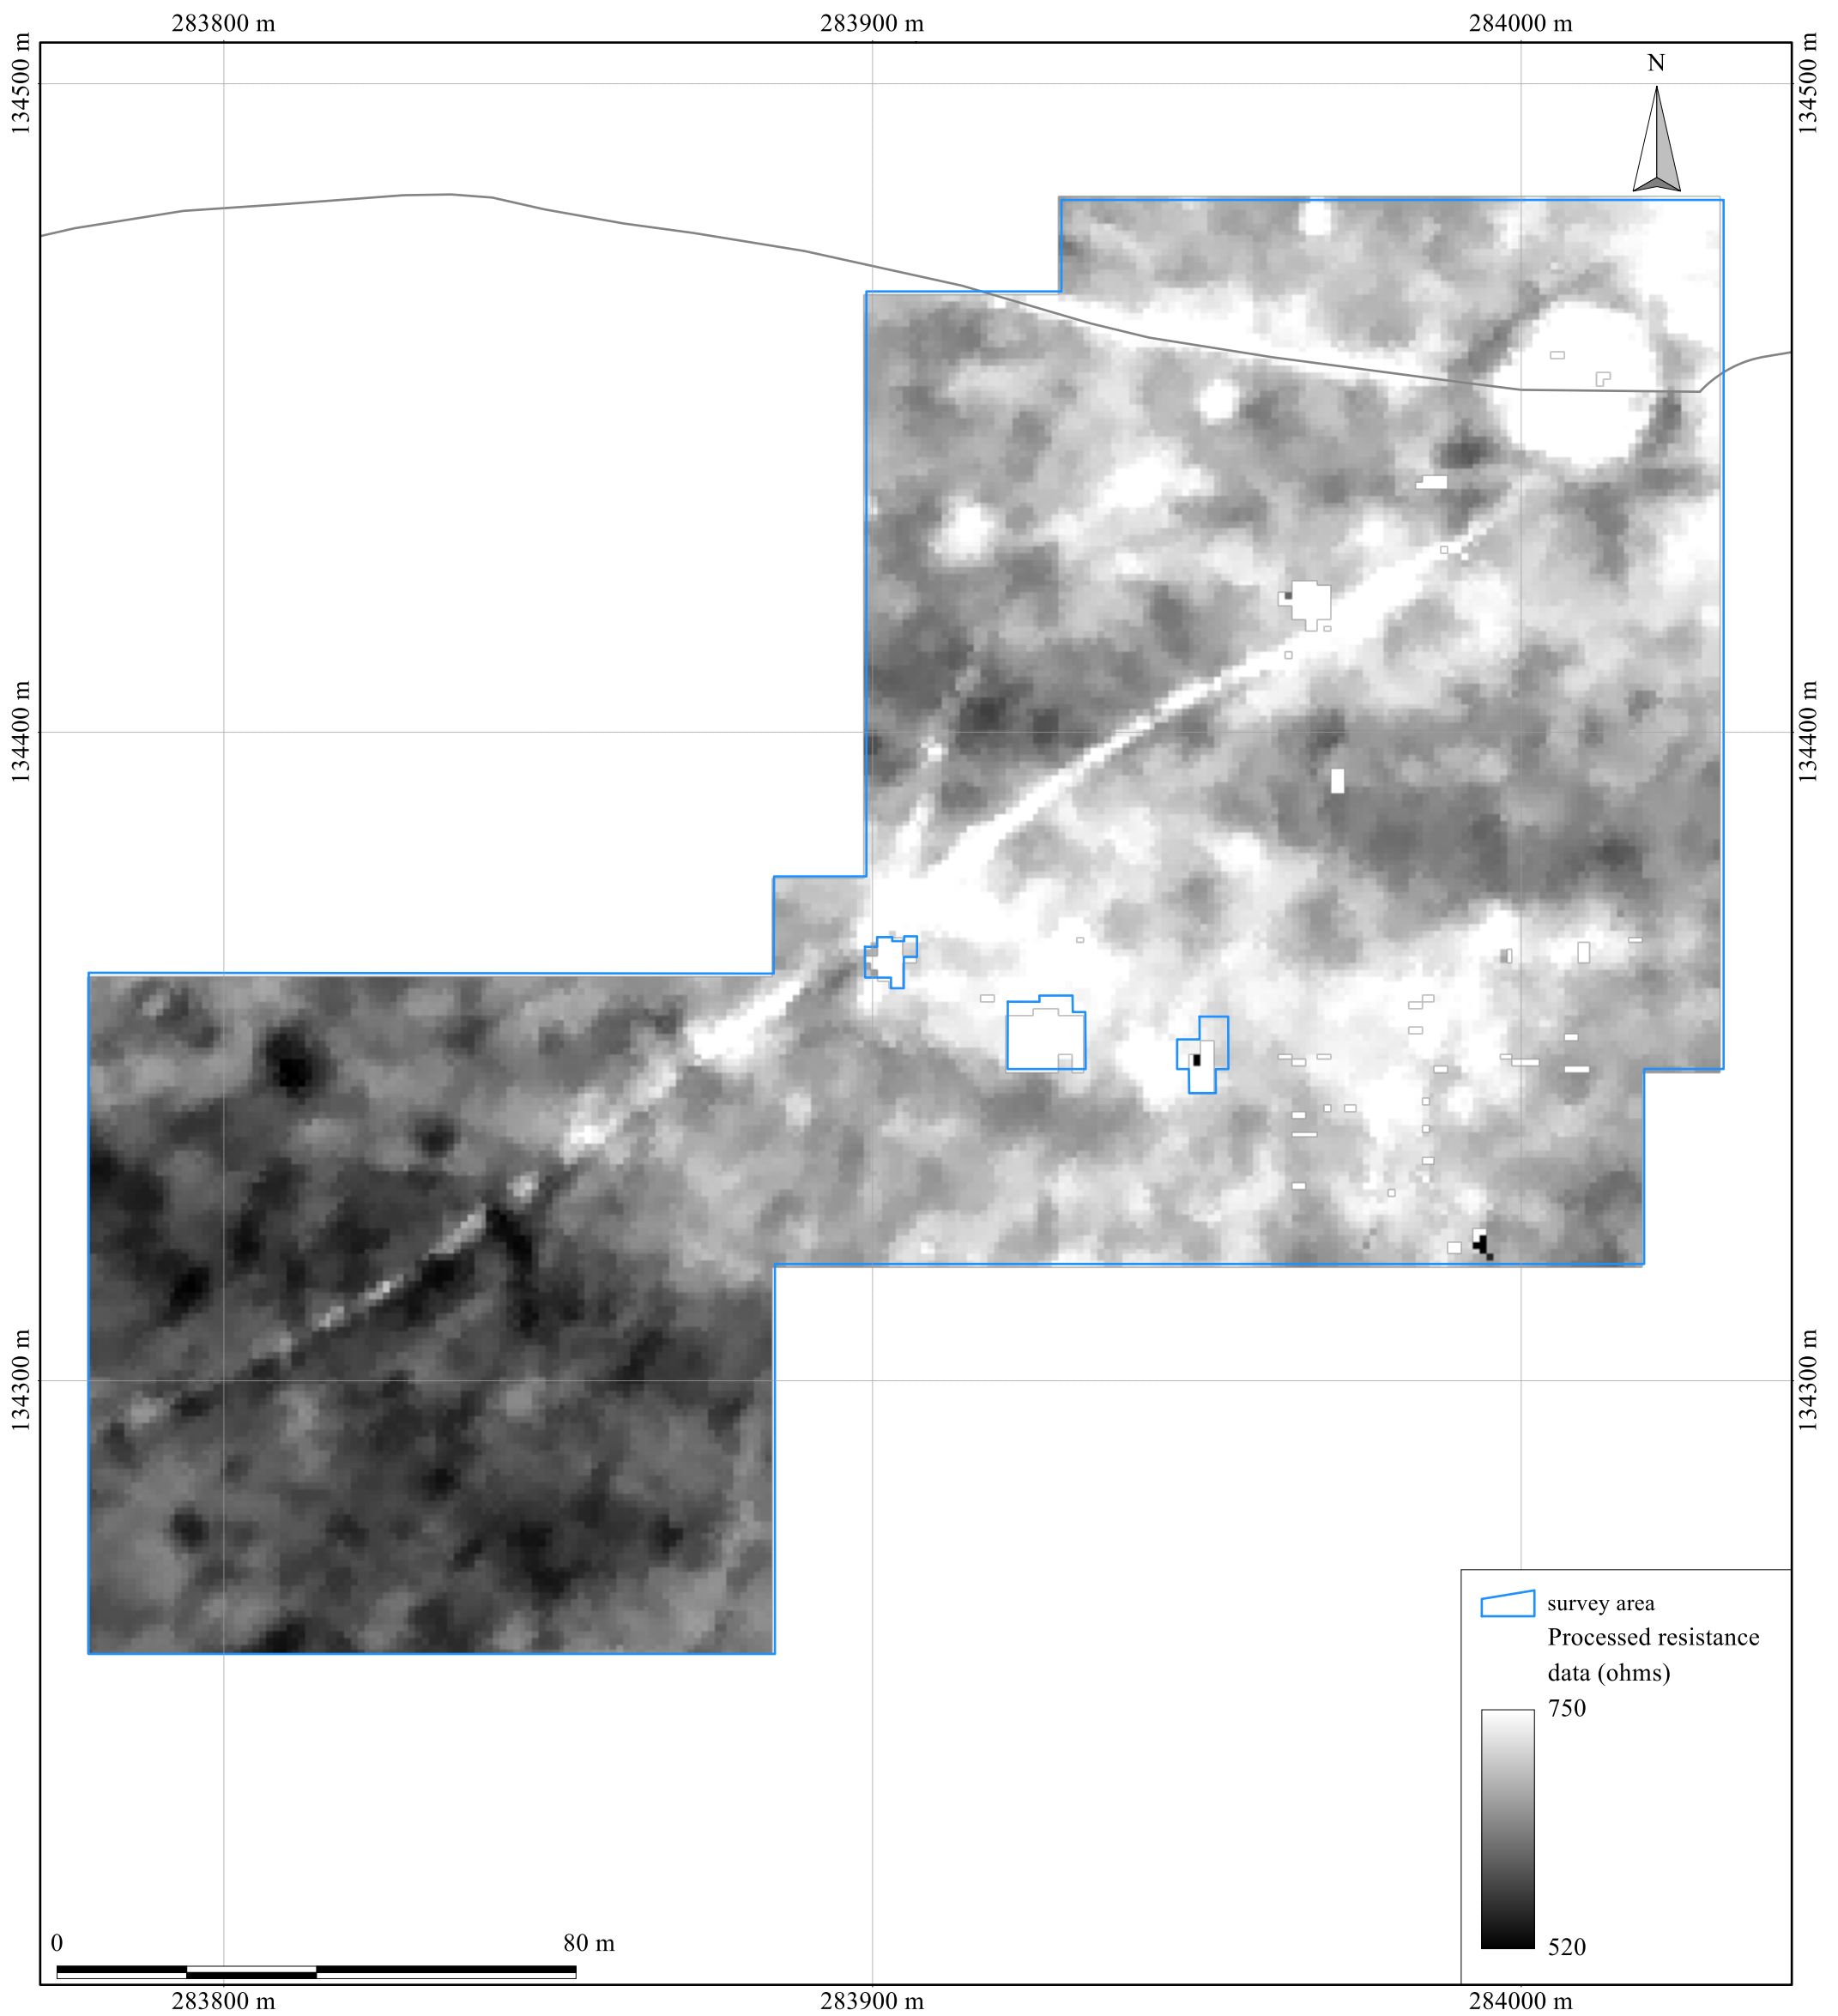 283800 m
283900 m
284000 m
134500 m
134500 m
N
134400 m
134400 m
134300 m
134300 m
survey area
Processed resistance
data (ohms)
750
520
0
80 m
283800 m
283900 m
284000 m